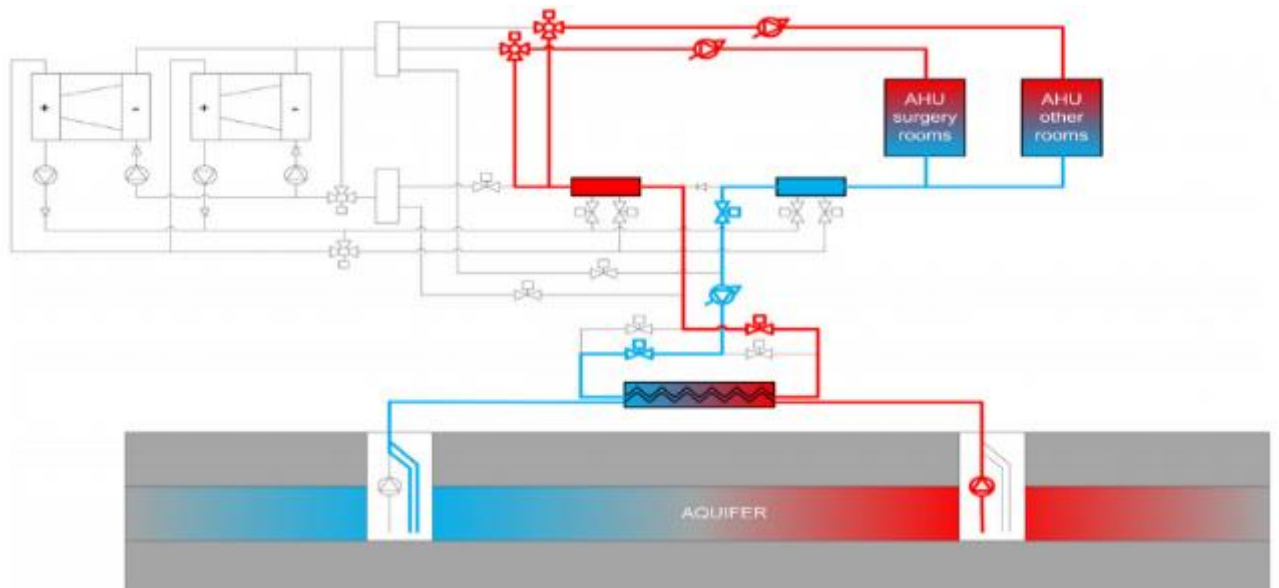 AHU
surgery
rooms
AHU
other
rooms
+
-
+
-
AQUIFER